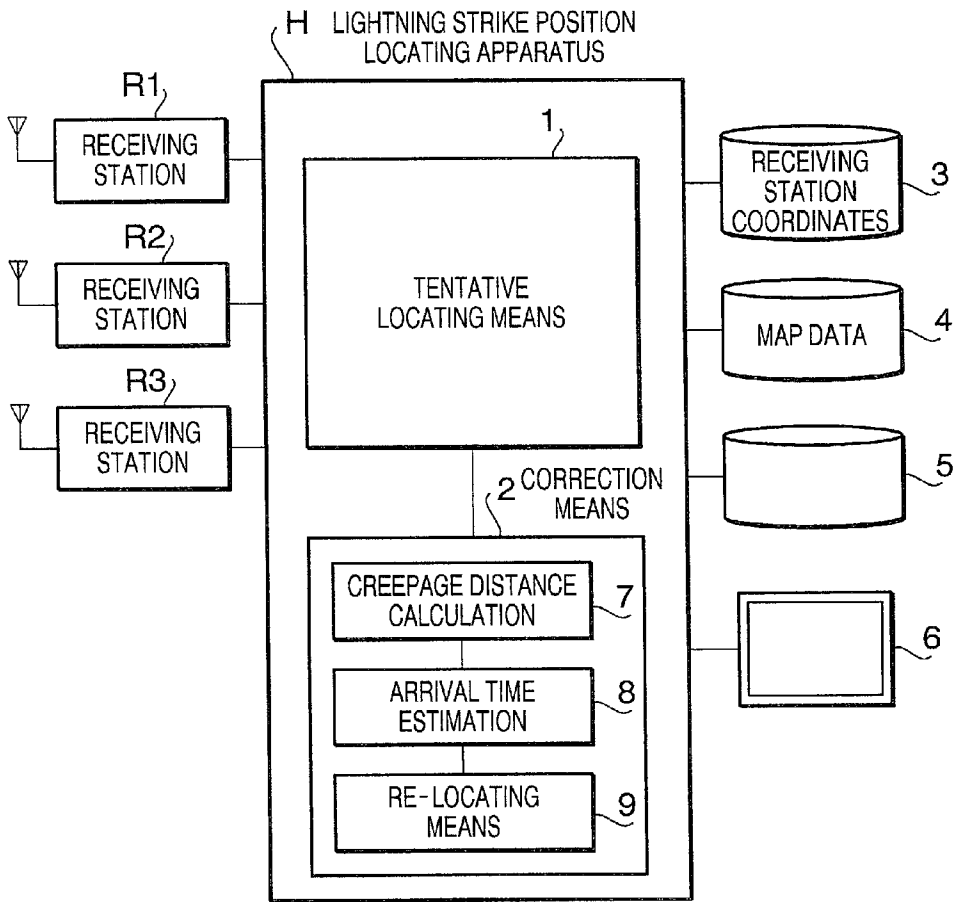 H LIGHTNING STRIKE POSITION
LOCATING APPARATUS
R1
RECEIVING
STATION
R2
RECEIVING
STATION
R3
RECEIVING
STATION
1
TENTATIVE
LOCATING MEANS
2 CORRECTION
MEANS
CREEPAGE DISTANCE
CALCULATION
7
ARRIVAL TIME
ESTIMATION
8
RE-LOCATING
MEANS
9
RECEIVING
STATION
COORDINATES
3
MAP DATA
4
5
6